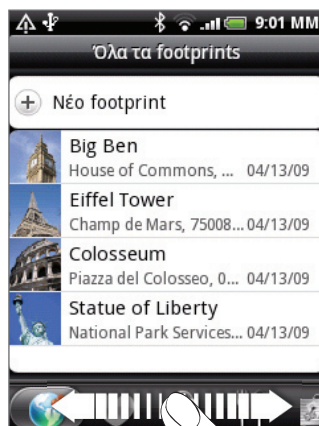 9:01 MM
Όλα τα footprints
Νέο footprint
Big Ben
House of Commons, ... 04/13/09
Eiffel Tower
Champ de Mars, 75008... 04/13/09
Colosseum
Piazza del Colosseo, 0... 04/13/09
Statue of Liberty
National Park Services... 04/13/09